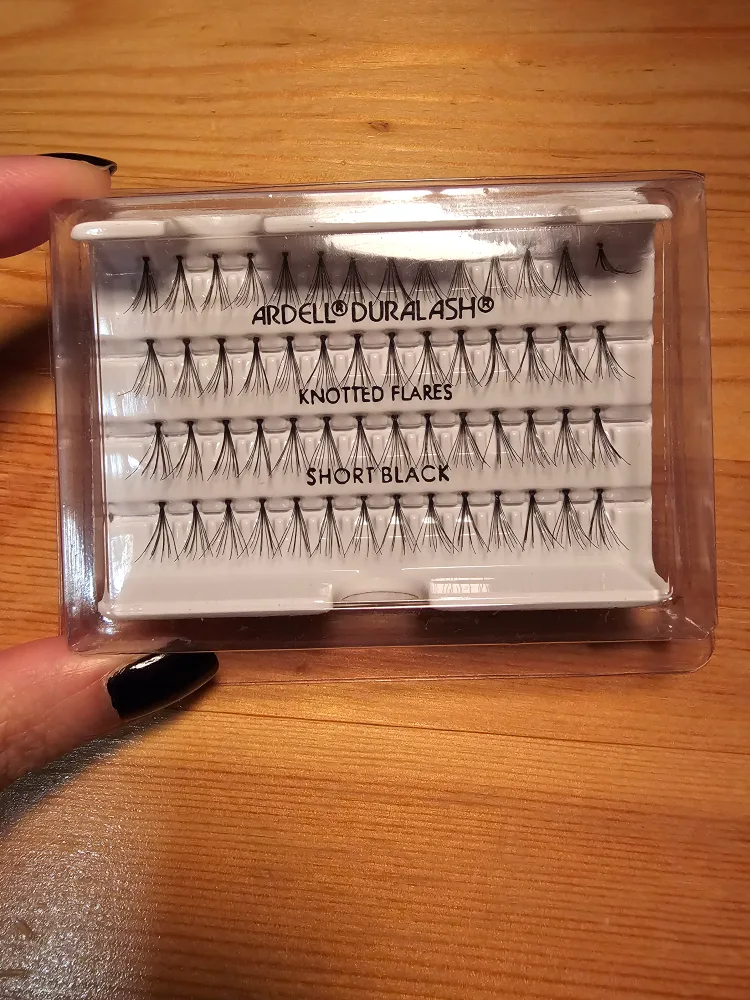 ARDELL® DURALASH®
KNOTTED FLARES
SHORT BLACK